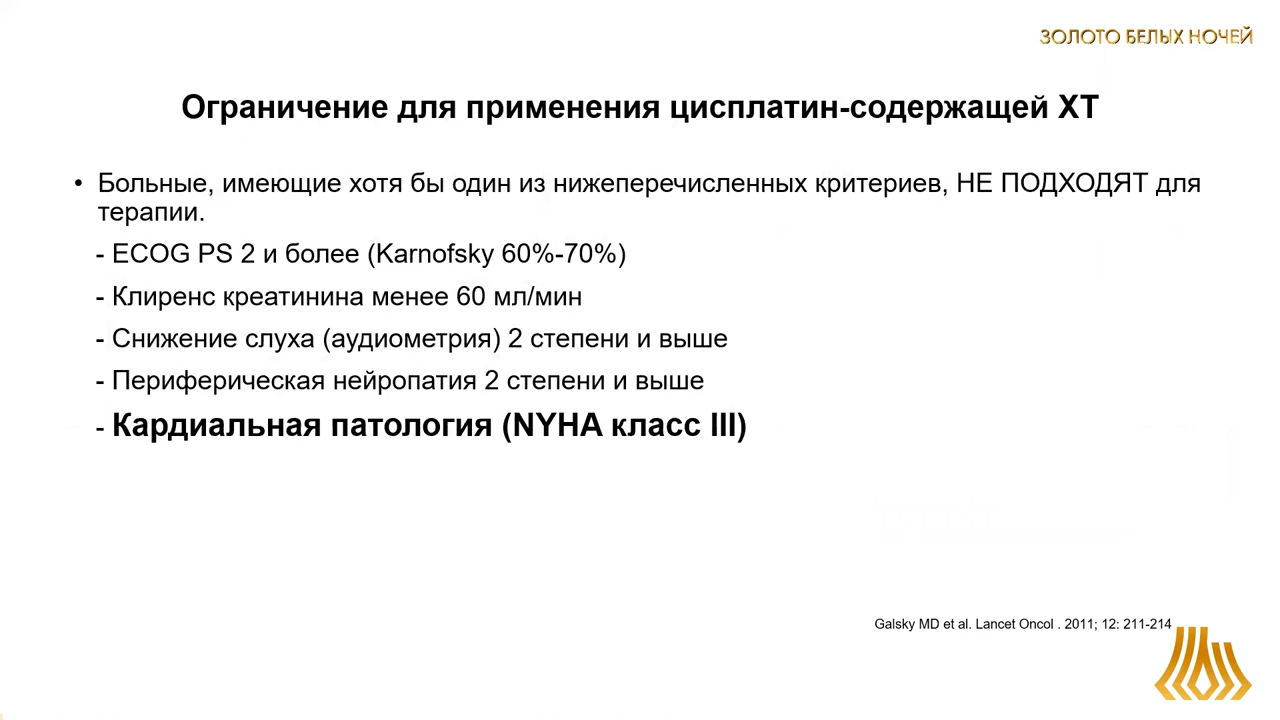 ЗОЛОТО БЕЛЫХ НОЧЕЙ
Ограничение для применения цисплатин-содержащей ХТ
• Больные, имеющие хотя бы один из нижеперечисленных критериев, НЕ ПОДХОДЯТ для
терапии.
- ECOG PS 2 и более (Karnofsky 60%-70%)
- Клиренс креатинина менее 60 мл/мин
- Снижение слуха (аудиометрия) 2 степени и выше
- Периферическая нейропатия 2 степени и выше
- Кардиальная патология (NYHA класс III)
Galsky MD et al. Lancet Oncol . 2011; 12: 211-214